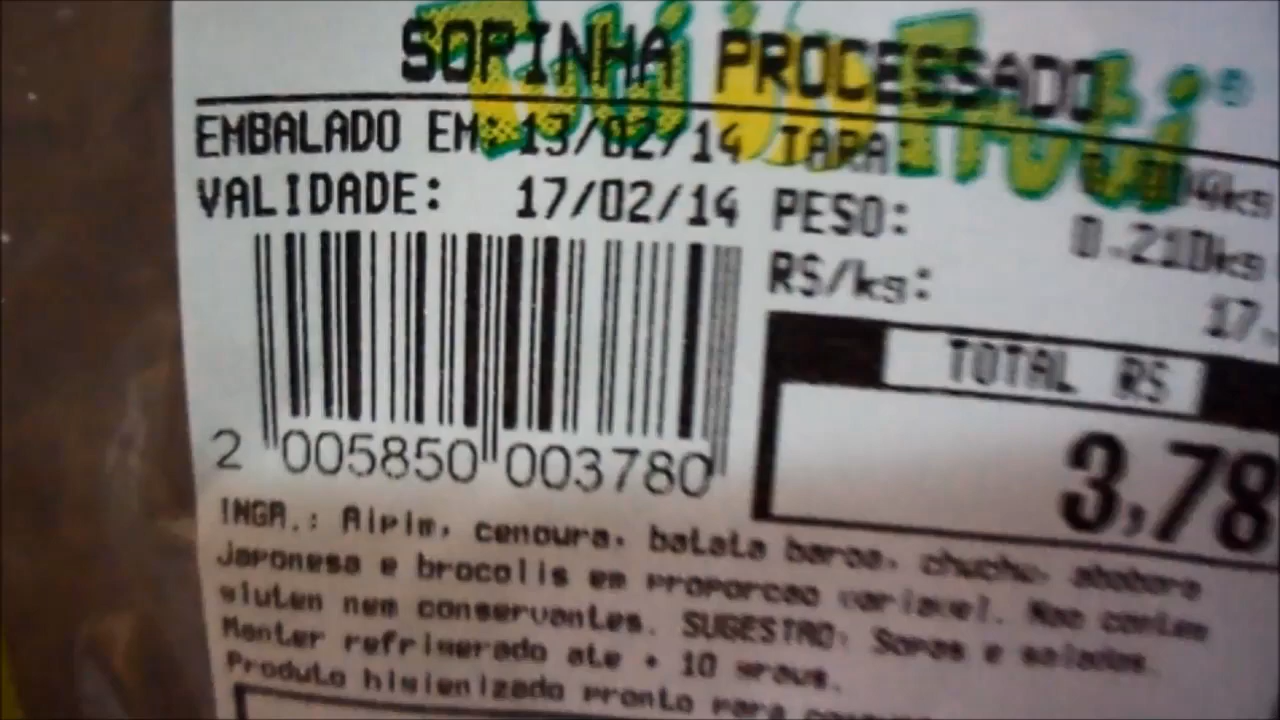 SOPINHA PROCESSADO
EMBALADO EM: 13/02/14 TARA:
VALIDADE: 17/02/14 PESO: 0.210kg
R$/kg: 17.
TOTAL R$
3,78
2 005850 003780
INGR.: Aipim, cenoura, batata baroa, chuchu, abobora
Japonesa e brocolis em proporcao variavel. Nao contem
gluten nem conservantes. SUGESTAO: Sopas e saladas.
Manter refrigerado ate + 10 graus.
Produto higienizado pronto para